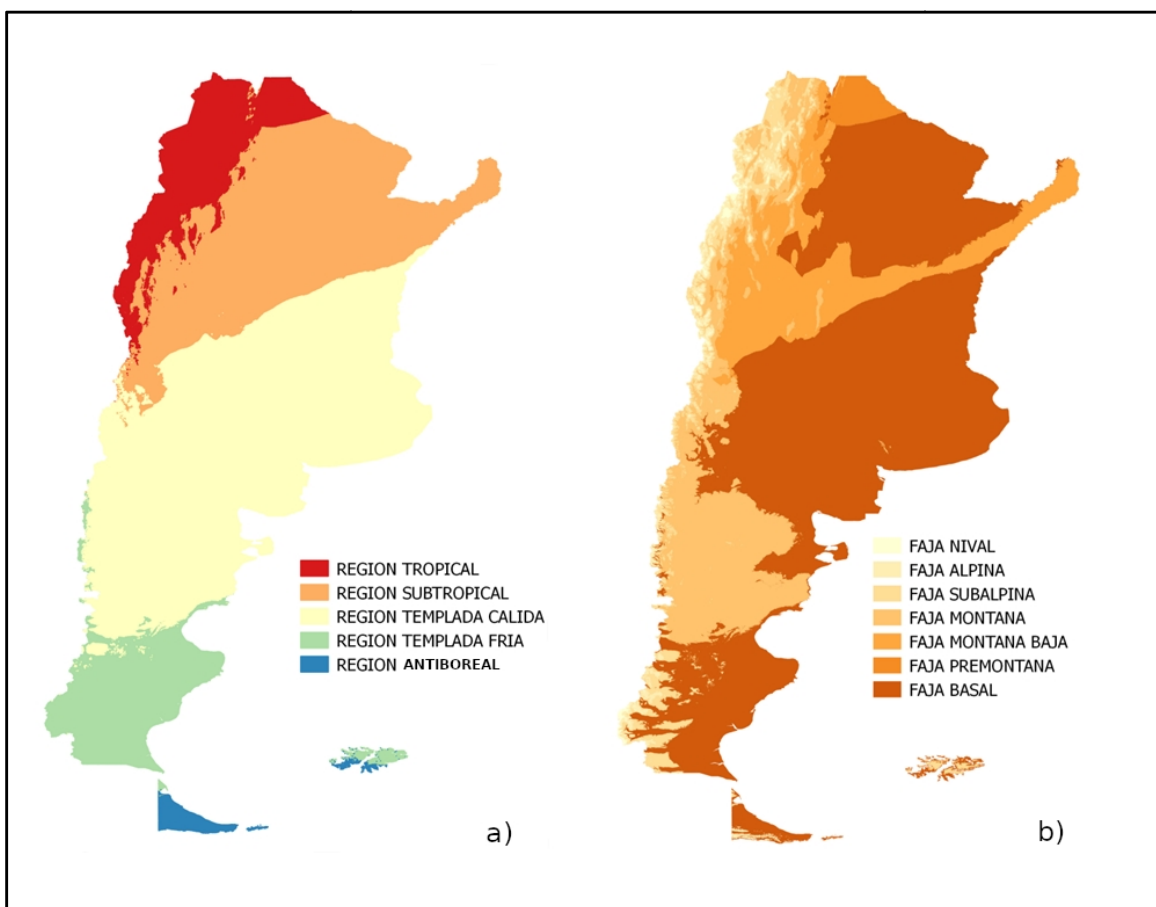 REGION TROPICAL
REGION SUBTROPICAL
REGION TEMPLADA CALIDA
REGION TEMPLADA FRIA
REGION ANTIBOREAL
a)
FAJA NIVAL
FAJA ALPINA
FAJA SUBALPINA
FAJA MONTANA
FAJA MONTANA BAJA
FAJA PREMONTANA
FAJA BASAL
b)